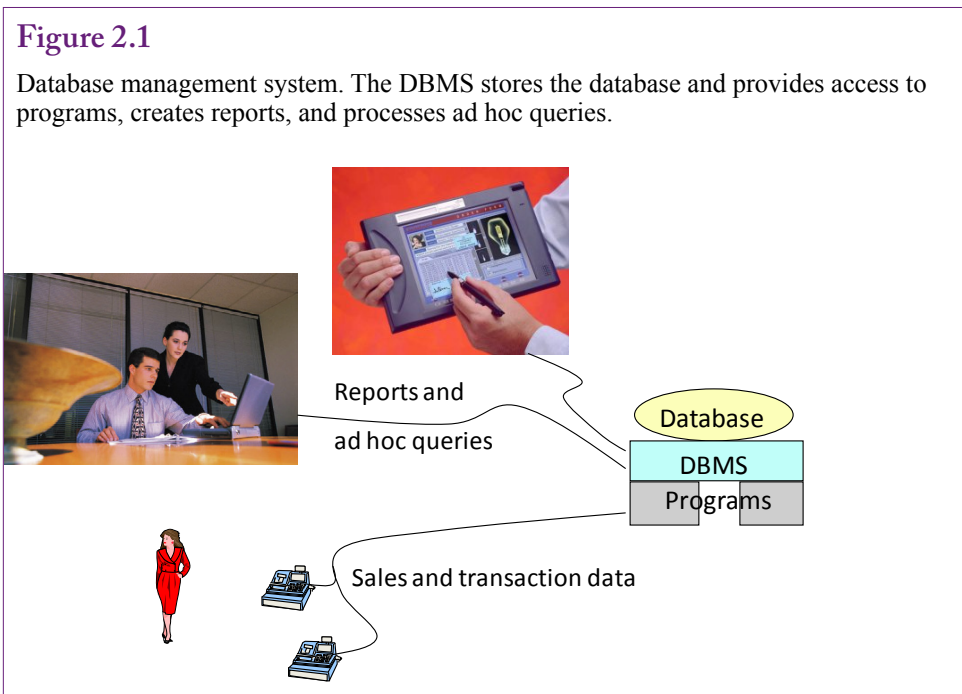 Figure 2.1
Database management system. The DBMS stores the database and provides access to
programs, creates reports, and processes ad hoc queries.
Reports and
ad hoc queries
Database
DBMS
Programs
Sales and transaction data